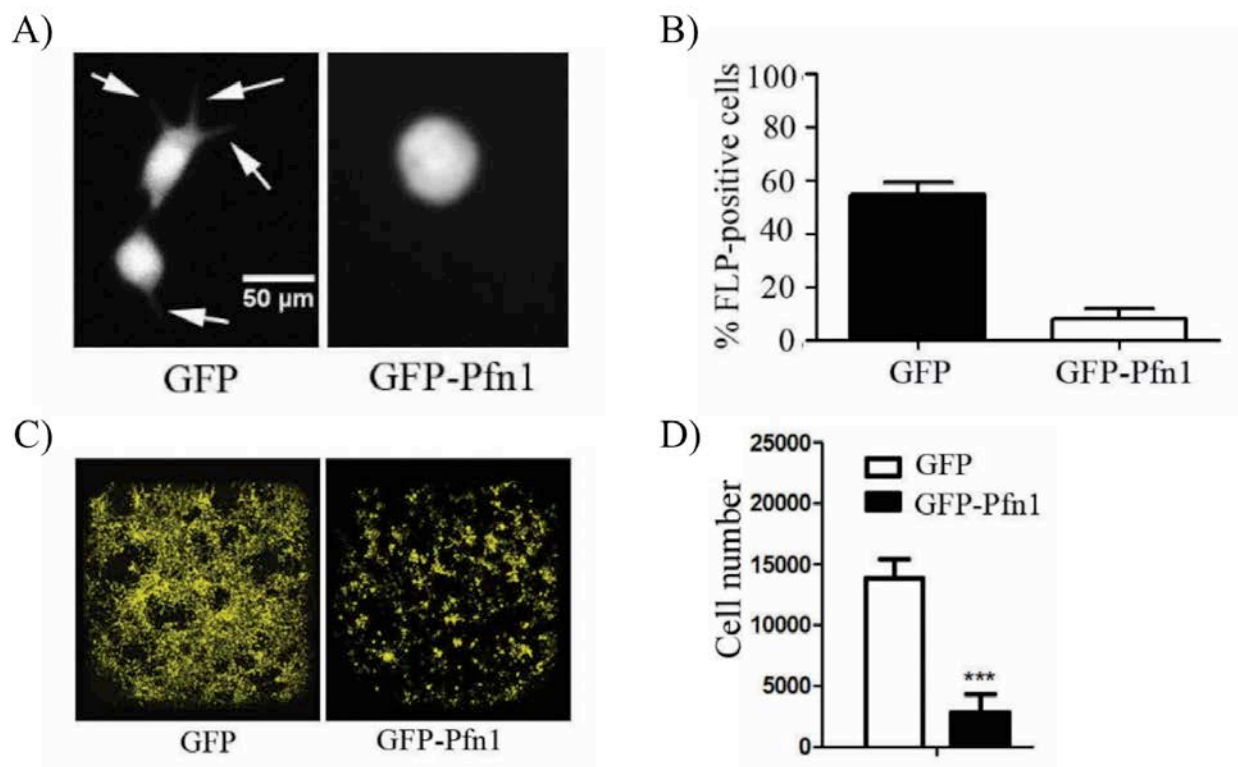 A)
50 μm
GFP
GFP-Pfn1
B)
% FLP-positive cells
100
80
60
40
20
0
GFP
GFP-Pfn1
C)
GFP
GFP-Pfn1
D)
Cell number
25000
20000
15000
10000
5000
0
GFP
GFP-Pfn1
***